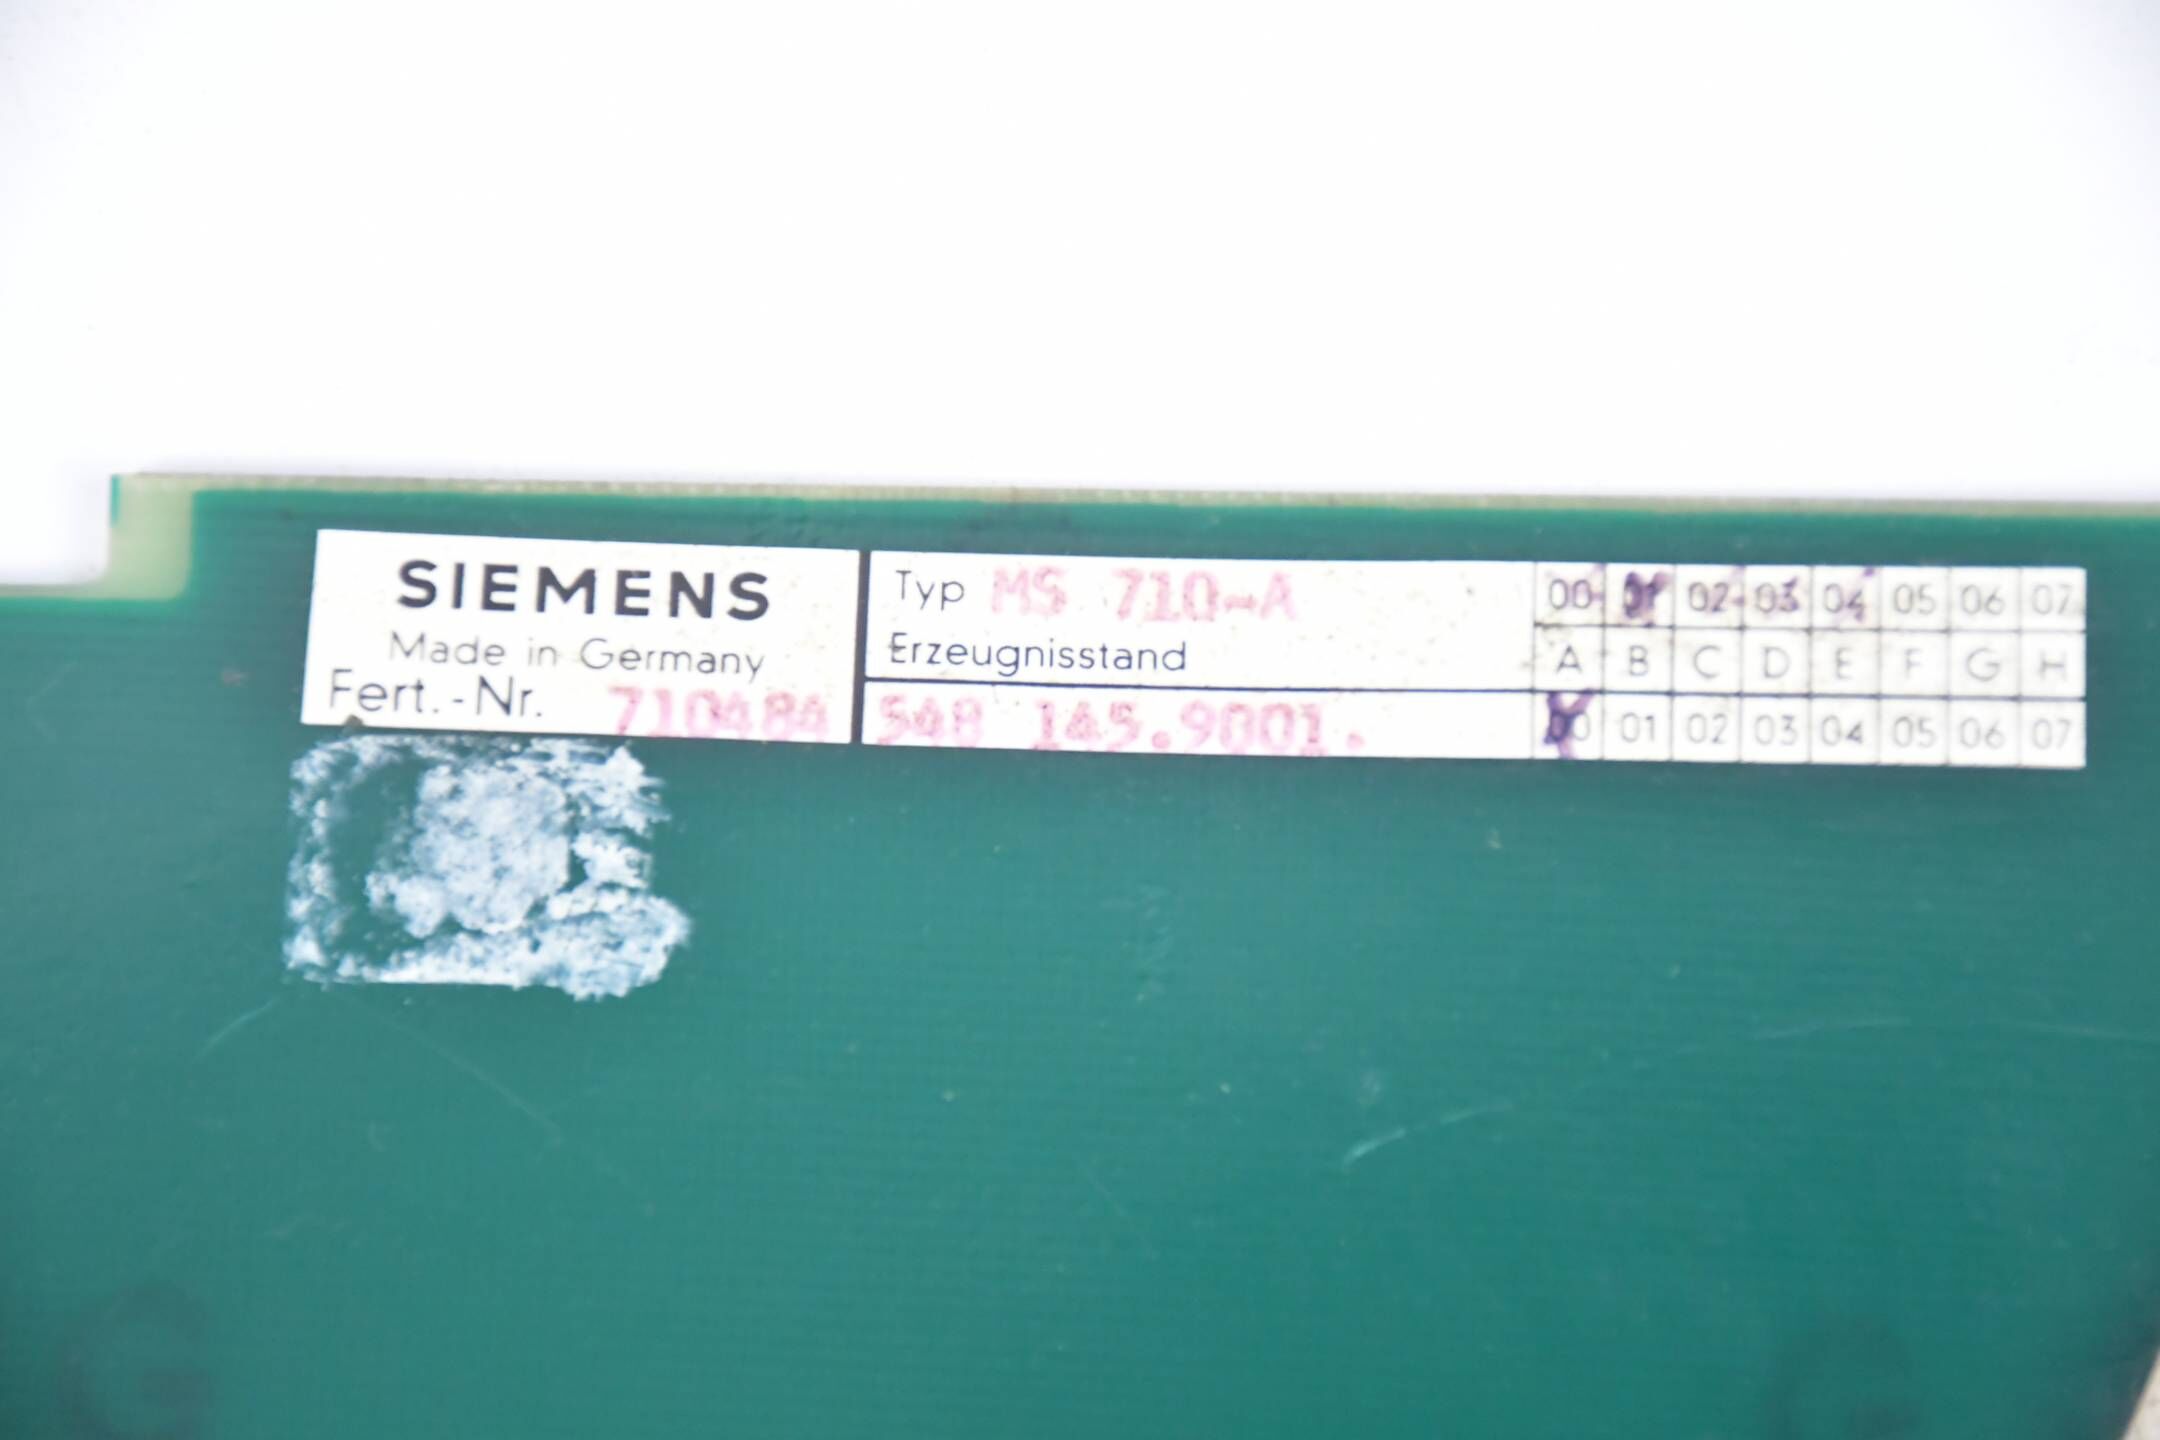 SIEMENS
Made in Germany
Fert.-Nr. 710484
Typ MS 710-A
Erzeugnisstand
548 145.9001.
00 01 02 03 04 05 06 07
A B C D E F G H
00 01 02 03 04 05 06 07